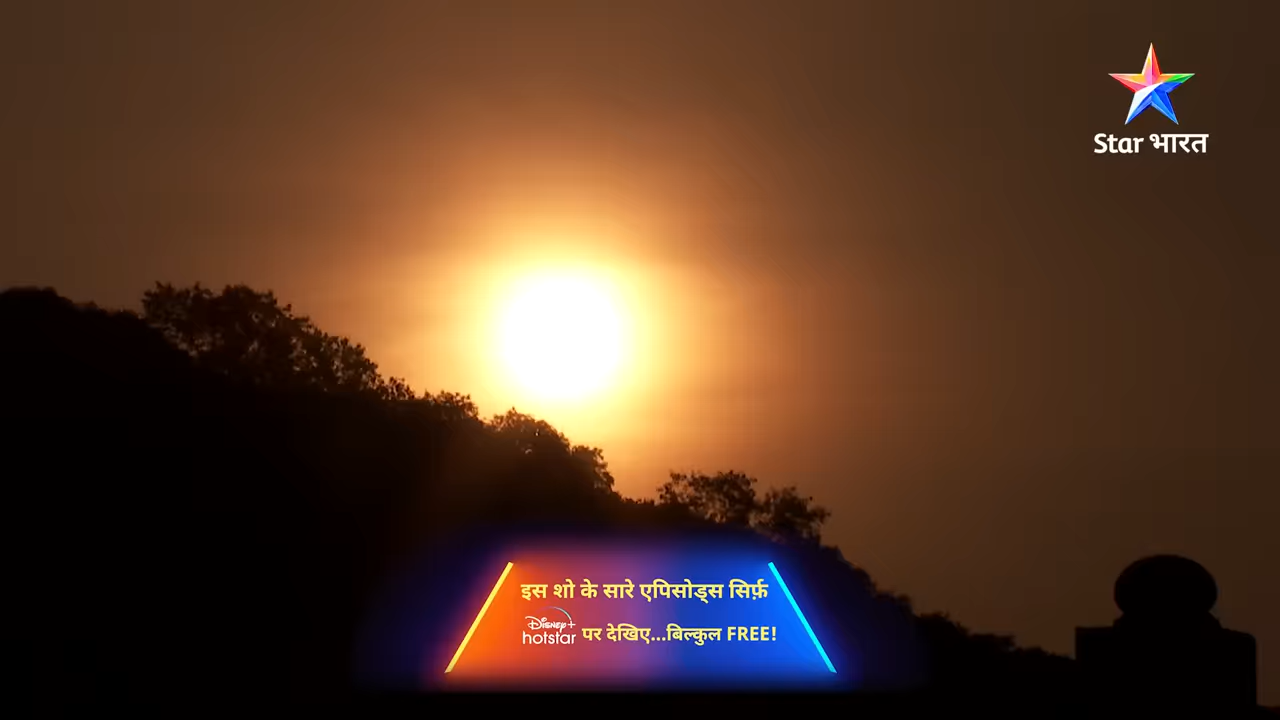 Star भारत
इस शो के सारे एपिसोड्स सिर्फ़
Disney+ hotstar पर देखिए...बिल्कुल FREE!